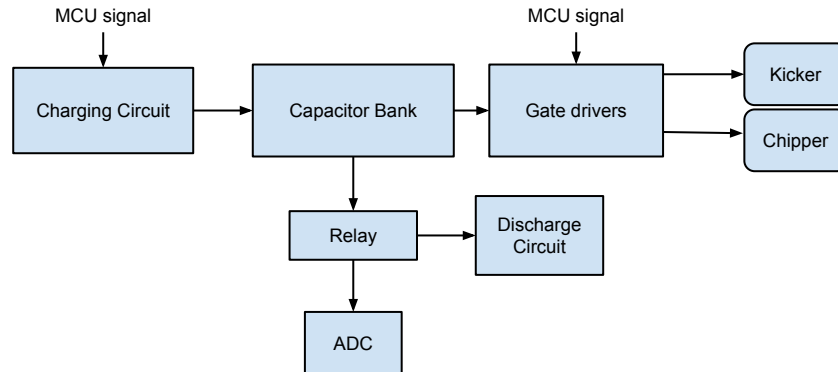 MCU signal
MCU signal
Charging Circuit
Capacitor Bank
Gate drivers
Kicker
Chipper
Relay
Discharge
Circuit
ADC